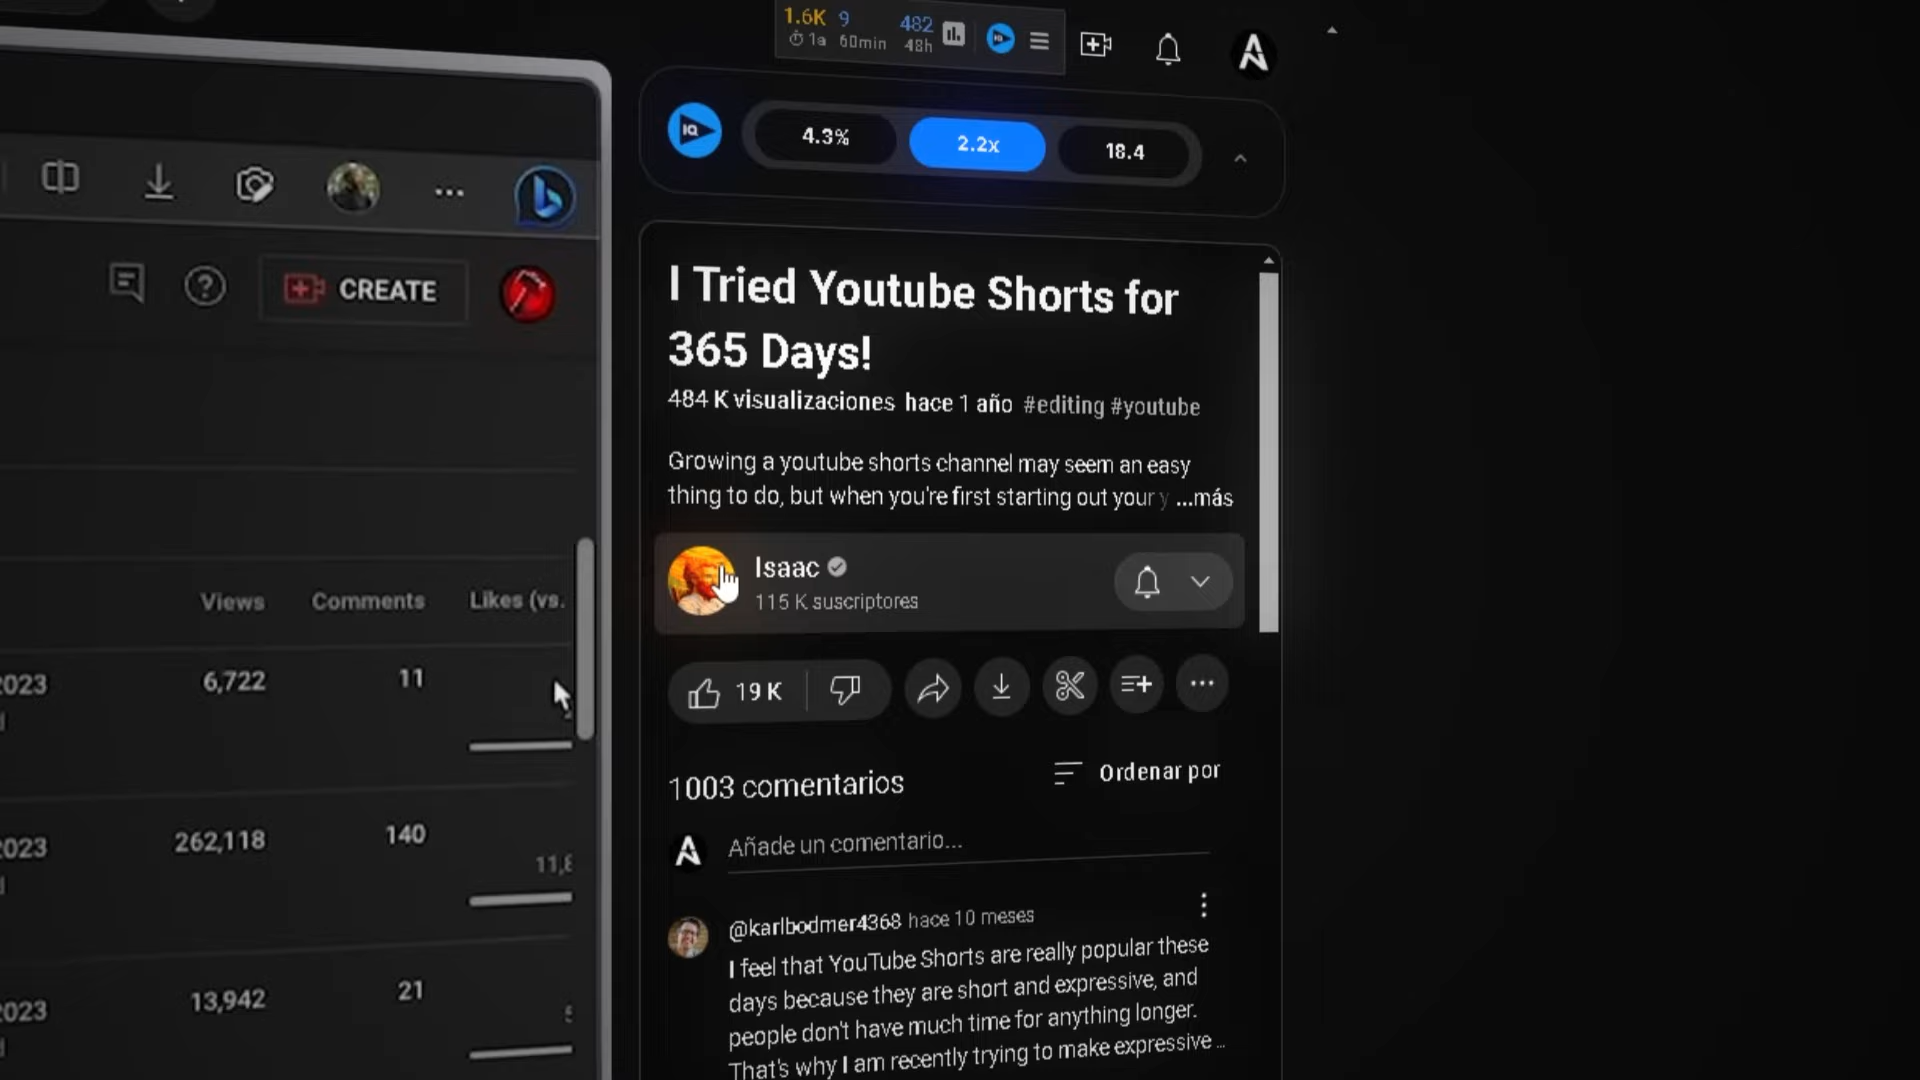 1.6K 9 482
1a 60min 48h
IQ 4.3% 2.2x 18.4
CREATE
I Tried Youtube Shorts for
365 Days!
484 K visualizaciones hace 1 año #editing #youtube
Growing a youtube shorts channel may seem an easy
thing to do, but when you're first starting out your y ...más
Isaac
115 K suscriptores
Views Comments Likes (vs.
2023 6,722 11
19 K
1003 comentarios Ordenar por
2023 262,118 140
11,8
Añade un comentario...
@karlbodmer4368 hace 10 meses
I feel that YouTube Shorts are really popular these
days because they are short and expressive, and
people don't have much time for anything longer.
That's why I am recently trying to make expressive ...
2023 13,942 21